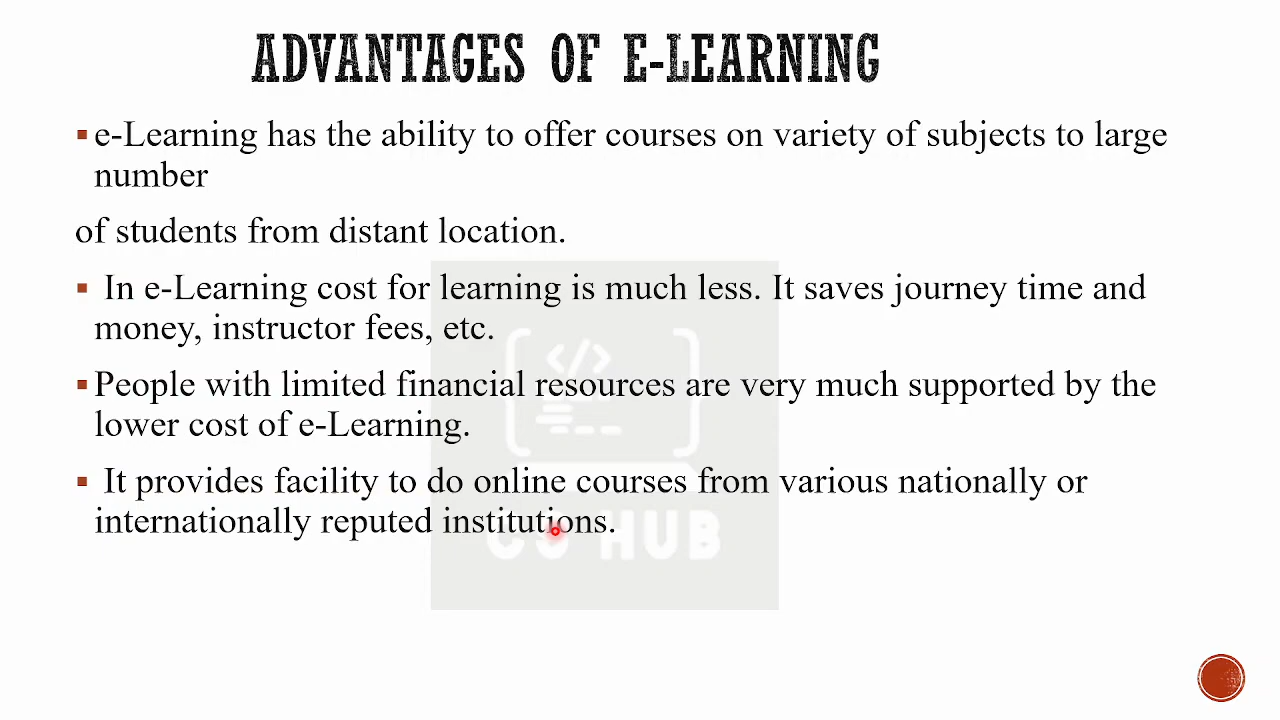 ADVANTAGES OF E-LEARNING
▪ e-Learning has the ability to offer courses on variety of subjects to large
number
of students from distant location.
▪ In e-Learning cost for learning is much less. It saves journey time and
money, instructor fees, etc.
▪ People with limited financial resources are very much supported by the
lower cost of e-Learning.
▪ It provides facility to do online courses from various nationally or
internationally reputed institutions.
</>
CS HUB